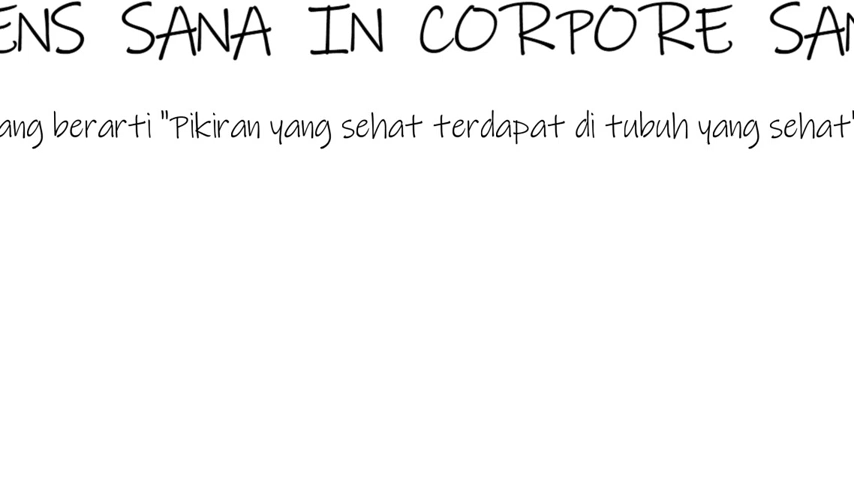 ENS SANA IN CORPORE SAN
ang berarti "Pikiran yang sehat terdapat di tubuh yang sehat"